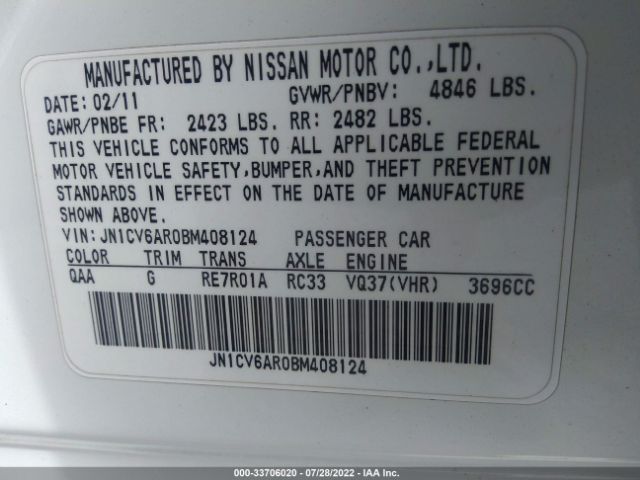 MANUFACTURED BY NISSAN MOTOR CO.,LTD.
DATE: 02/11 GVWR/PNBV: 4846 LBS.
GAWR/PNBE FR: 2423 LBS. RR: 2482 LBS.
THIS VEHICLE CONFORMS TO ALL APPLICABLE FEDERAL
MOTOR VEHICLE SAFETY,BUMPER,AND THEFT PREVENTION
STANDARDS IN EFFECT ON THE DATE OF MANUFACTURE
SHOWN ABOVE.
VIN:JN1CV6AR0BM408124 PASSENGER CAR
COLOR TRIM TRANS AXLE ENGINE
QAA G RE7R01A RC33 VQ37(VHR) 3696CC
JN1CV6AR0BM408124
000-33706020 - 07/28/2022 - IAA Inc.